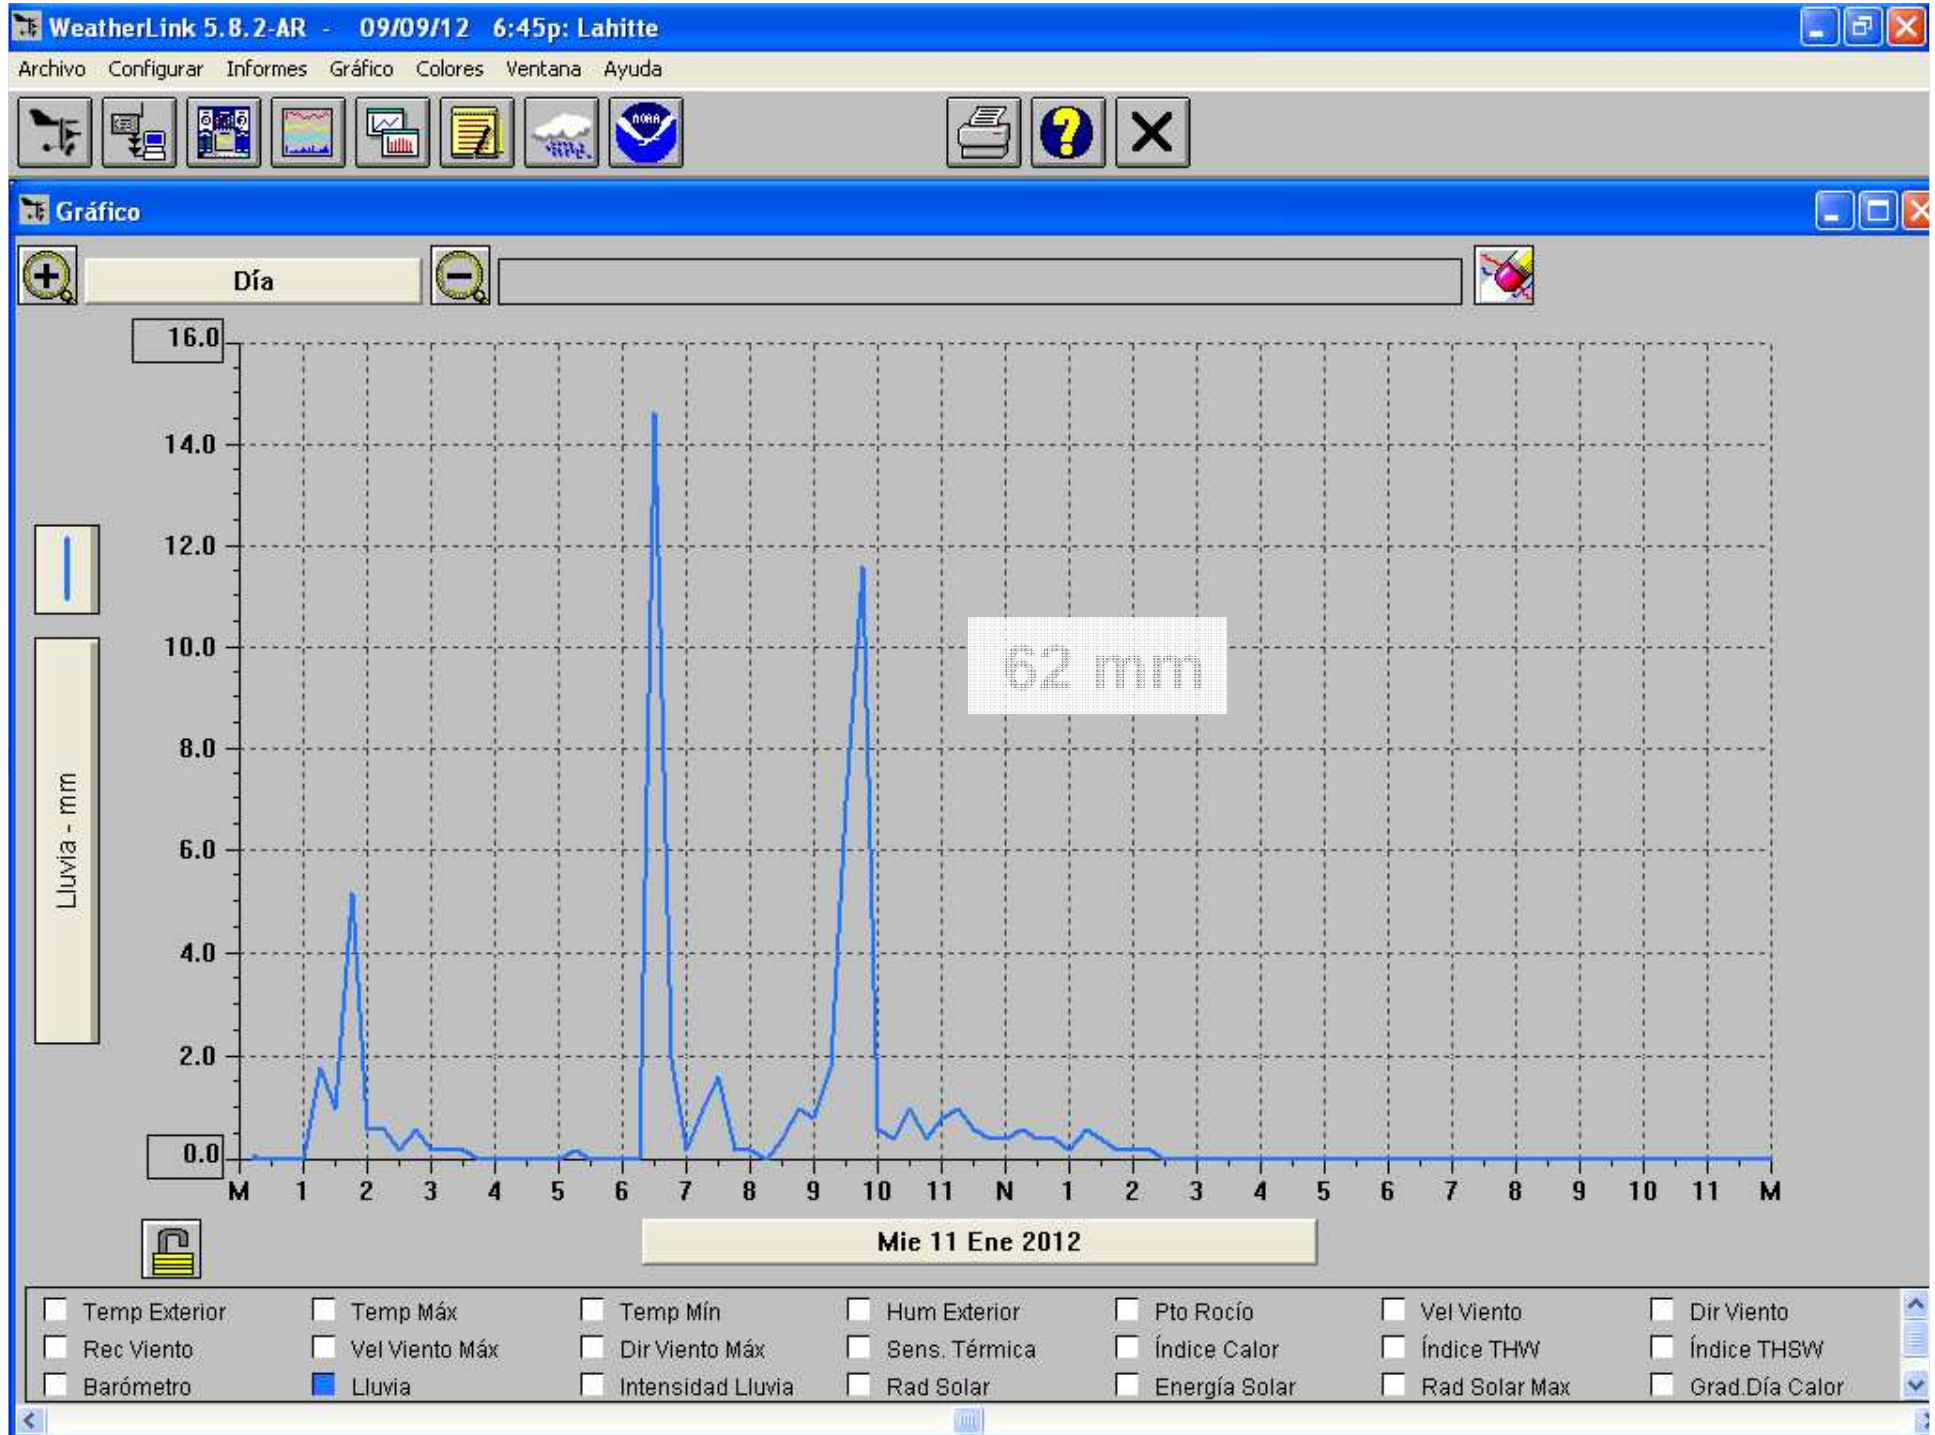 WeatherLink 5.8.2-AR - 09/09/12 6:45p: Lahitte
Archivo Configurar Informes Gráfico Colores Ventana Ayuda
NOAA
Gráfico
Día
16.0
14.0
12.0
10.0
8.0
6.0
4.0
2.0
0.0
Lluvia - mm
62 mm
M 1 2 3 4 5 6 7 8 9 10 11 N 1 2 3 4 5 6 7 8 9 10 11 M
Mie 11 Ene 2012
Temp Exterior Temp Máx Temp Mín Hum Exterior Pto Rocío Vel Viento Dir Viento
Rec Viento Vel Viento Máx Dir Viento Máx Sens. Térmica Índice Calor Índice THW Índice THSW
Barómetro Lluvia Intensidad Lluvia Rad Solar Energía Solar Rad Solar Max Grad.Día Calor